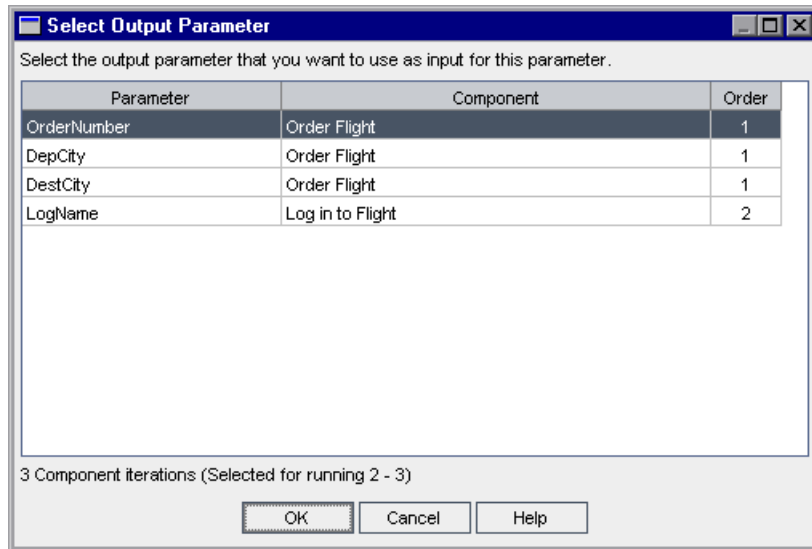 Select Output Parameter
Select the output parameter that you want to use as input for this parameter.
Parameter Component Order
OrderNumber Order Flight 1
DepCity Order Flight 1
DestCity Order Flight 1
LogName Log in to Flight 2
3 Component iterations (Selected for running 2 - 3)
OK Cancel Help